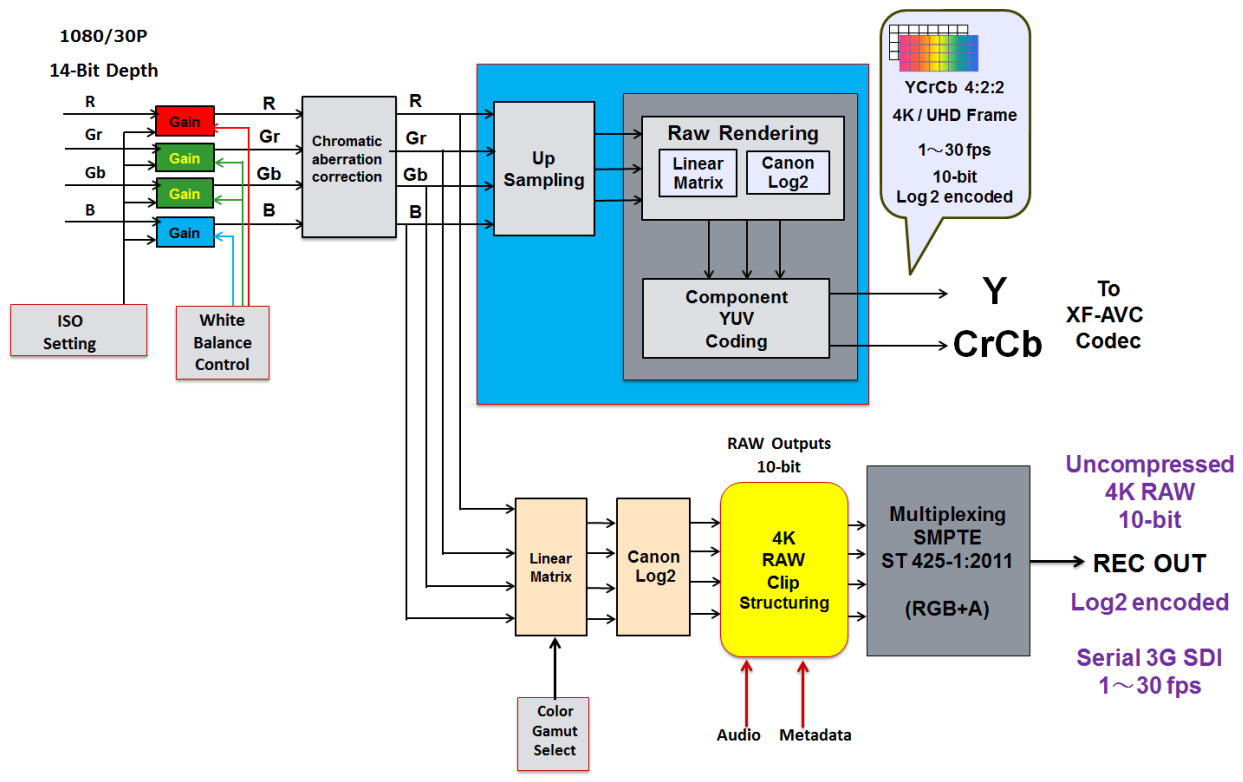 1080/30P
14-Bit Depth
R
Gr
Gb
B
Gain
Gain
Gain
Gain
R
Gr
Gb
B
ISO
Setting
White
Balance
Control
Chromatic
aberration
correction
R
Gr
Gb
B
Up
Sampling
Raw Rendering
Linear
Matrix
Canon
Log2
Component
YUV
Coding
YCrCb 4:2:2
4K / UHD Frame
1～30 fps
10-bit
Log2 encoded
Y
CrCb
To
XF-AVC
Codec
Linear
Matrix
Color
Gamut
Select
Canon
Log2
RAW Outputs
10-bit
4K
RAW
Clip
Structuring
Audio
Metadata
Multiplexing
SMPTE
ST 425-1:2011
(RGB+A)
Uncompressed
4K RAW
10-bit
REC OUT
Log2 encoded
Serial 3G SDI
1～30 fps